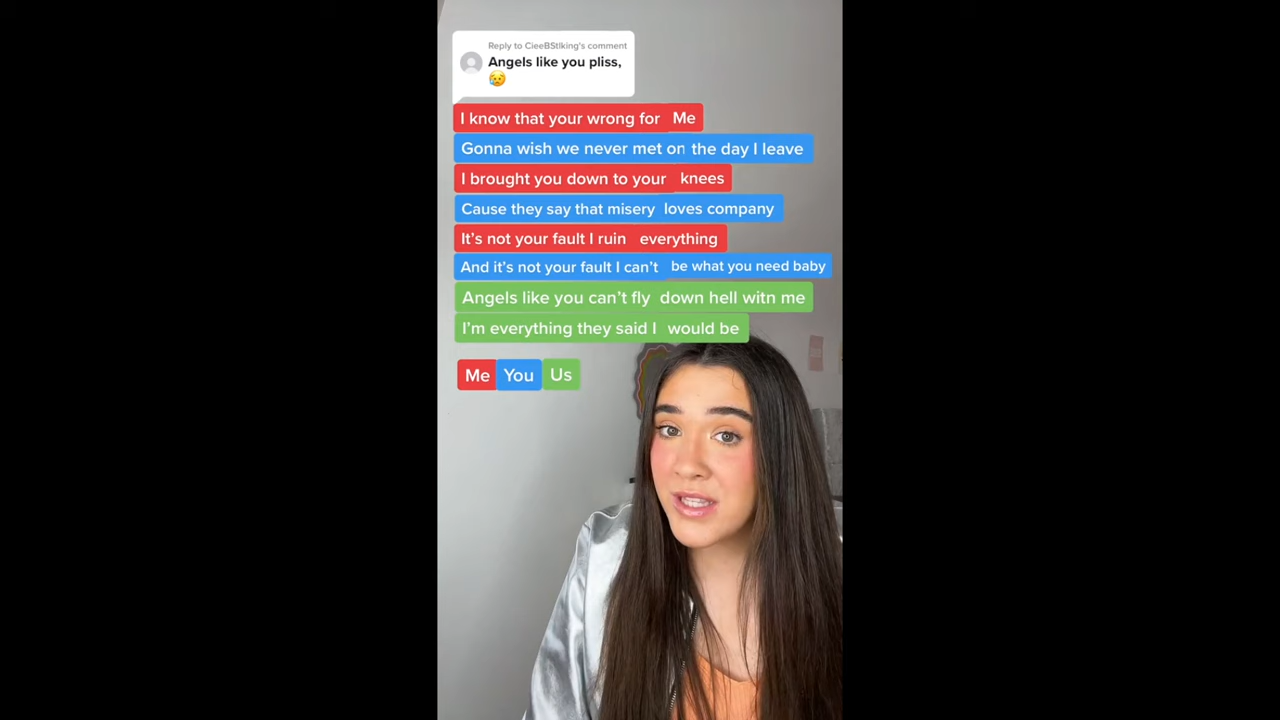 Reply to CieeBStlking's comment
Angels like you pliss,
😥
I know that your wrong for Me
Gonna wish we never met on the day I leave
I brought you down to your knees
Cause they say that misery loves company
It's not your fault I ruin everything
And it's not your fault I can't be what you need baby
Angels like you can't fly down hell witn me
I'm everything they said I would be
Me You Us